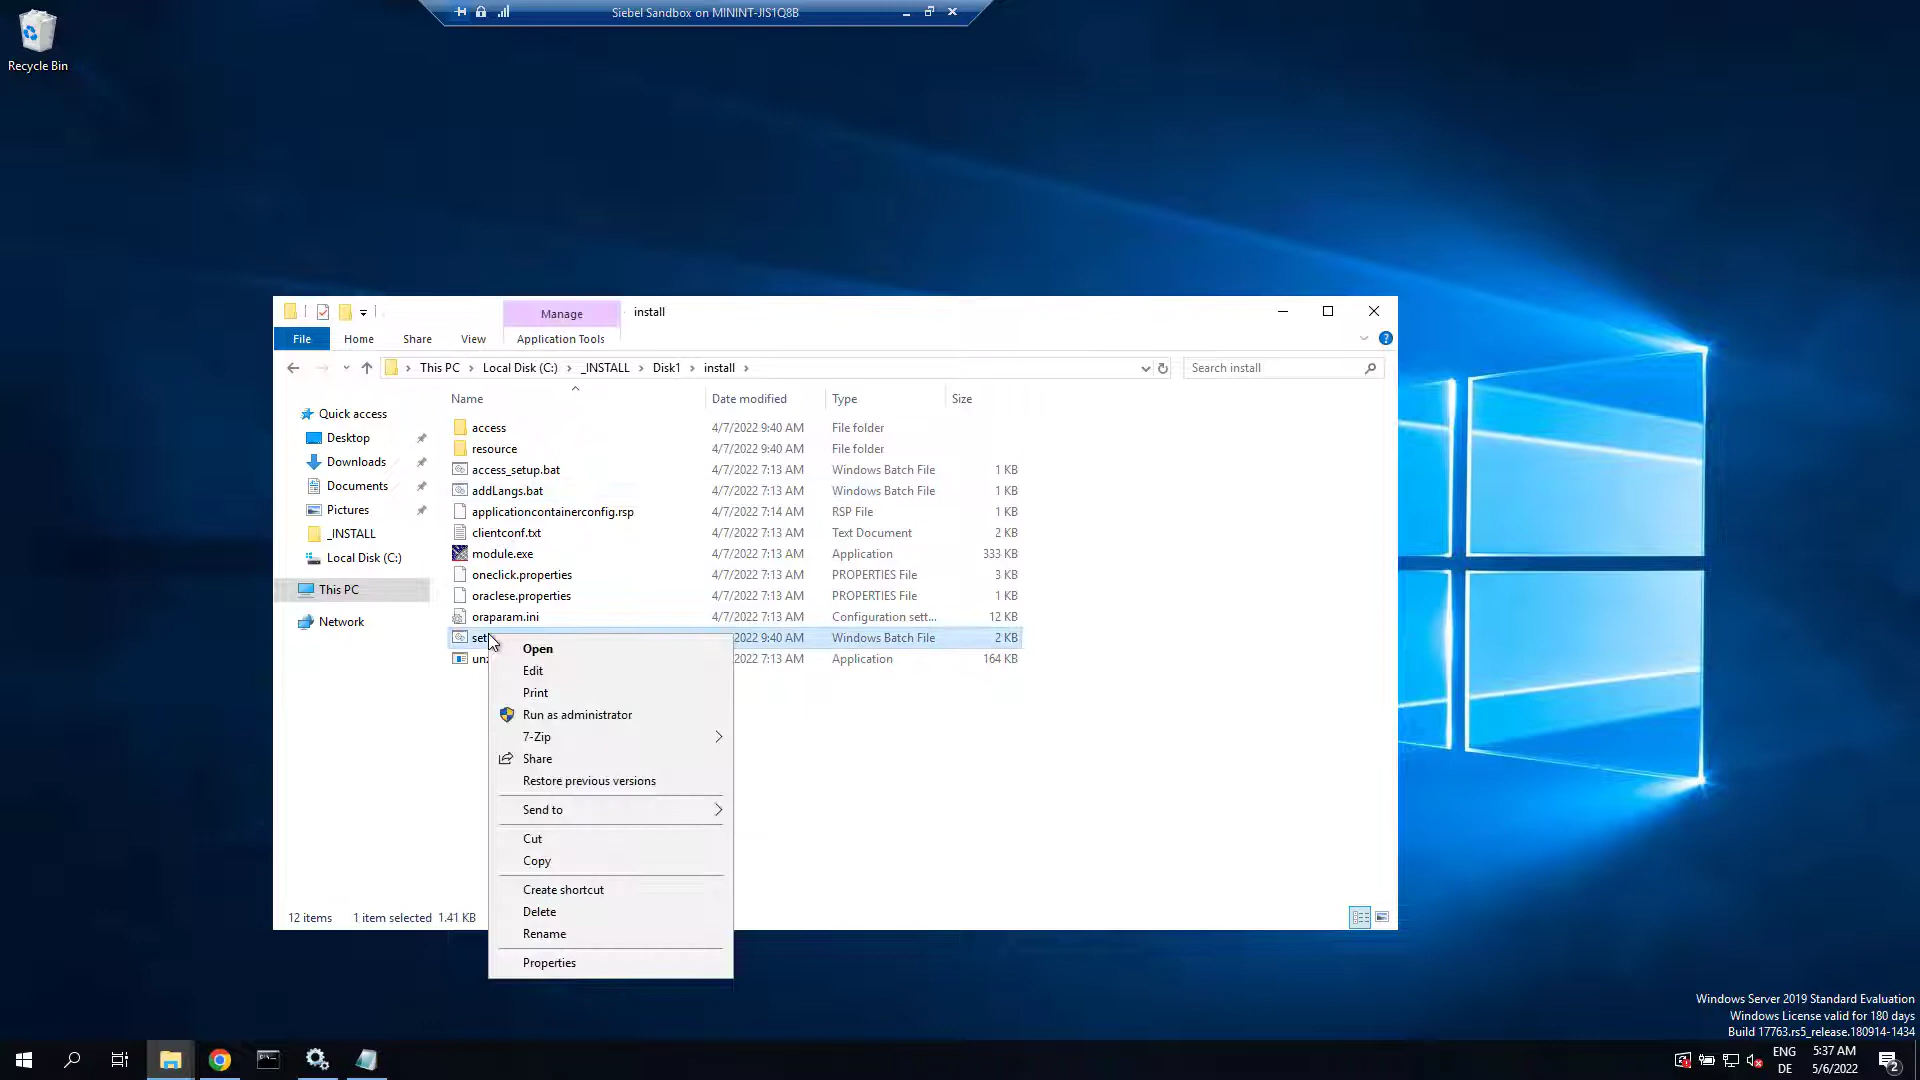 Siebel Sandbox on MININT-JIS1Q8B
Recycle Bin
Manage
install
File
Home
Share
View
Application Tools
This PC
Local Disk (C:)
_INSTALL
Disk1
install
Search install
Name
Date modified
Type
Size
Quick access
Desktop
Downloads
Documents
Pictures
_INSTALL
Local Disk (C:)
This PC
Network
access 4/7/2022 9:40 AM File folder
resource 4/7/2022 9:40 AM File folder
access_setup.bat 4/7/2022 7:13 AM Windows Batch File 1 KB
addLangs.bat 4/7/2022 7:13 AM Windows Batch File 1 KB
applicationcontainerconfig.rsp 4/7/2022 7:14 AM RSP File 1 KB
clientconf.txt 4/7/2022 7:13 AM Text Document 2 KB
module.exe 4/7/2022 7:13 AM Application 333 KB
oneclick.properties 4/7/2022 7:13 AM PROPERTIES File 3 KB
oraclese.properties 4/7/2022 7:13 AM PROPERTIES File 1 KB
oraparam.ini 4/7/2022 7:13 AM Configuration sett... 12 KB
set 2022 9:40 AM Windows Batch File 2 KB
unz 2022 7:13 AM Application 164 KB
Open
Edit
Print
Run as administrator
7-Zip
Share
Restore previous versions
Send to
Cut
Copy
Create shortcut
Delete
Rename
Properties
12 items 1 item selected 1.41 KB
Windows Server 2019 Standard Evaluation
Windows License valid for 180 days
Build 17763.rs5_release.180914-1434
ENG
DE
5:37 AM
5/6/2022
2